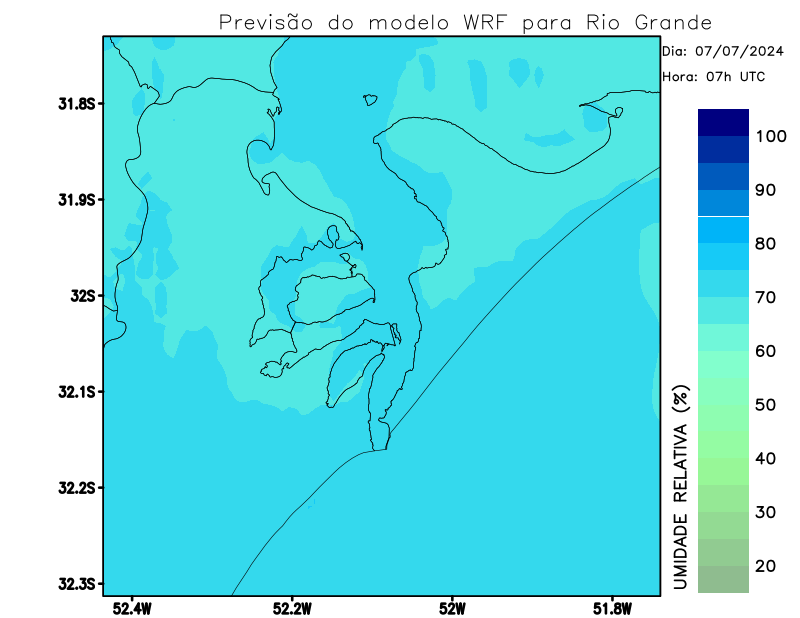 Previsão do modelo WRF para Rio Grande
Dia: 07/07/2024
Hora: 07h UTC
31.8S
31.9S
32S
32.1S
32.2S
32.3S
52.4W
52.2W
52W
51.8W
100
90
80
70
60
50
40
30
20
UMIDADE RELATIVA (%)